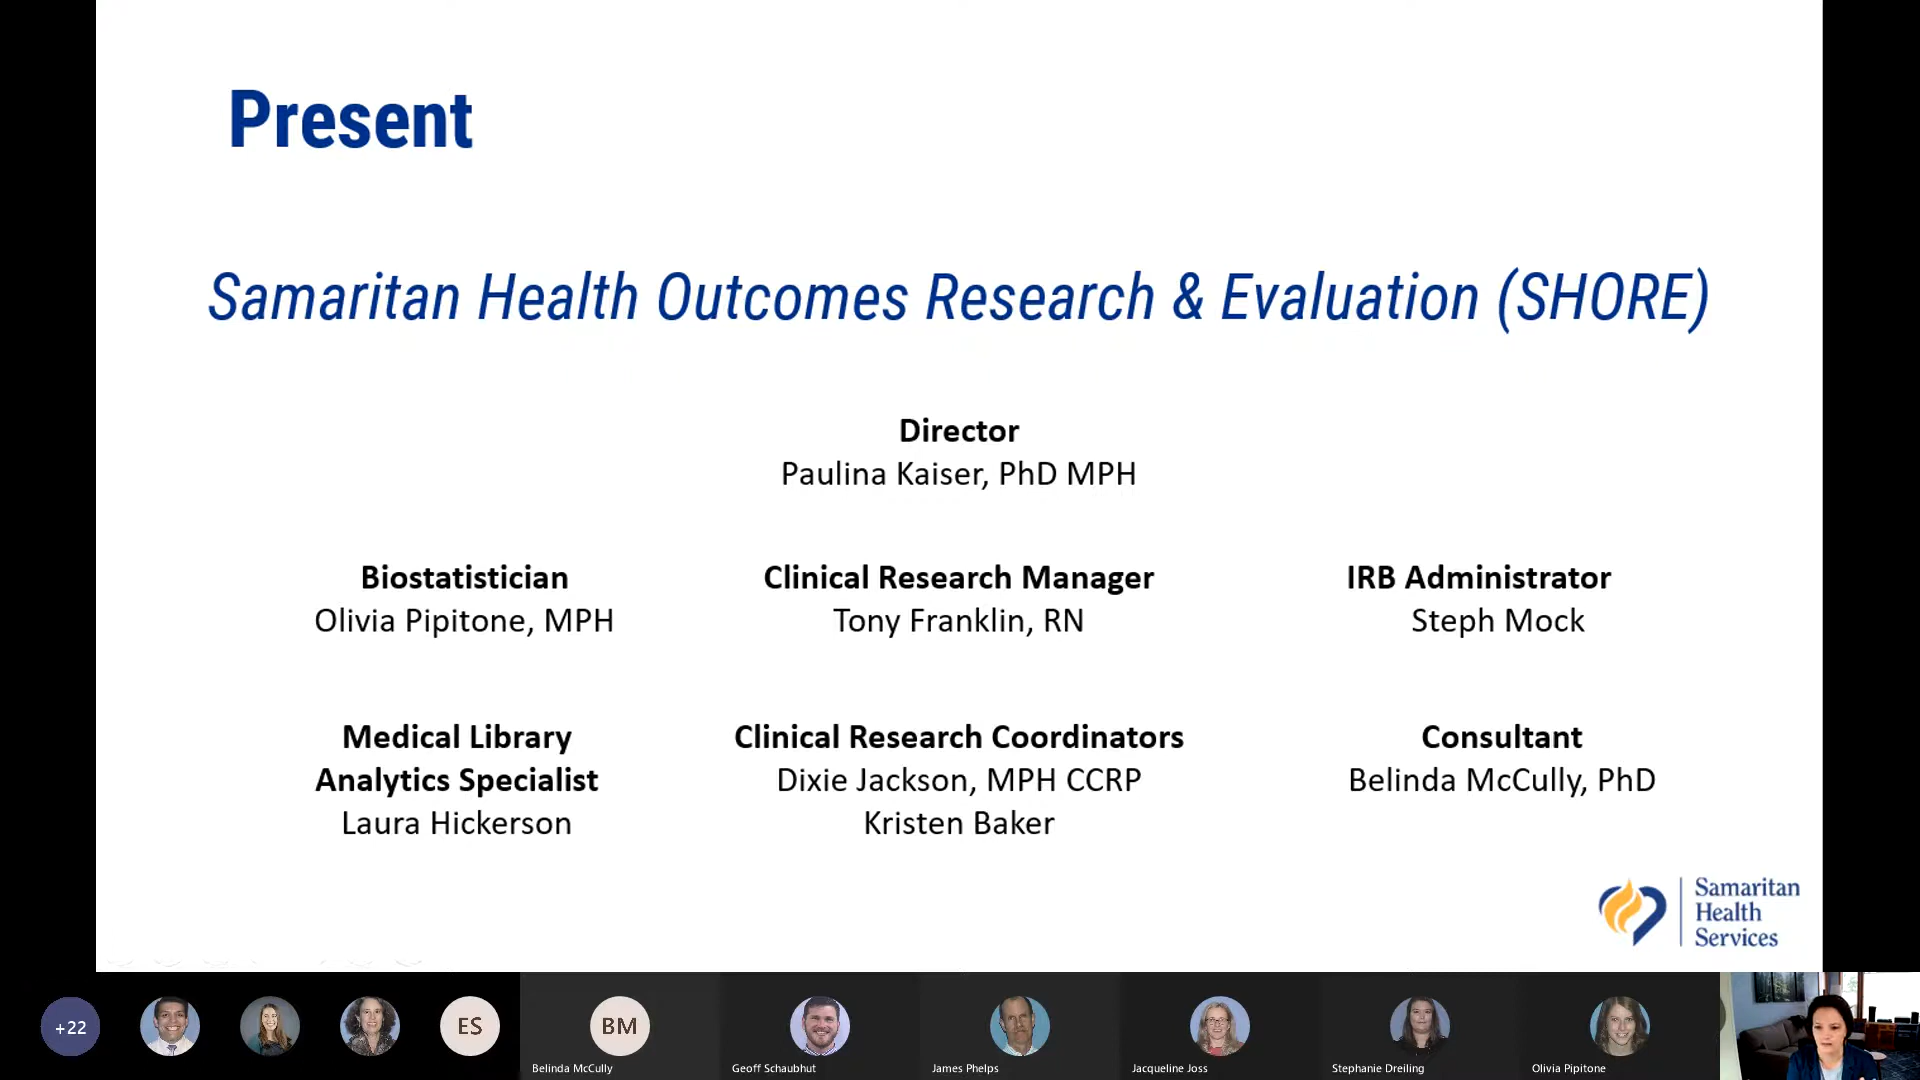 Present
Samaritan Health Outcomes Research & Evaluation (SHORE)
Director
Paulina Kaiser, PhD MPH
Biostatistician
Olivia Pipitone, MPH
Clinical Research Manager
Tony Franklin, RN
IRB Administrator
Steph Mock
Medical Library
Analytics Specialist
Laura Hickerson
Clinical Research Coordinators
Dixie Jackson, MPH CCRP
Kristen Baker
Consultant
Belinda McCully, PhD
Samaritan
Health
Services
+22
ES
BM
Belinda McCully
Geoff Schaubhut
James Phelps
Jacqueline Joss
Stephanie Dreiling
Olivia Pipitone